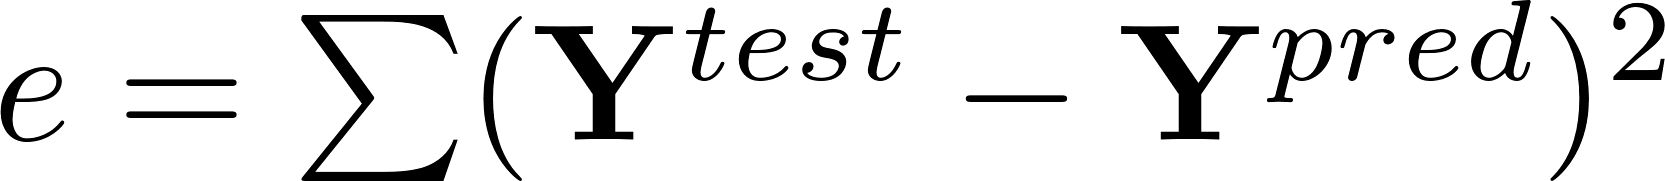 e = ∑(𝐘^{test} − 𝐘^{pred})^2